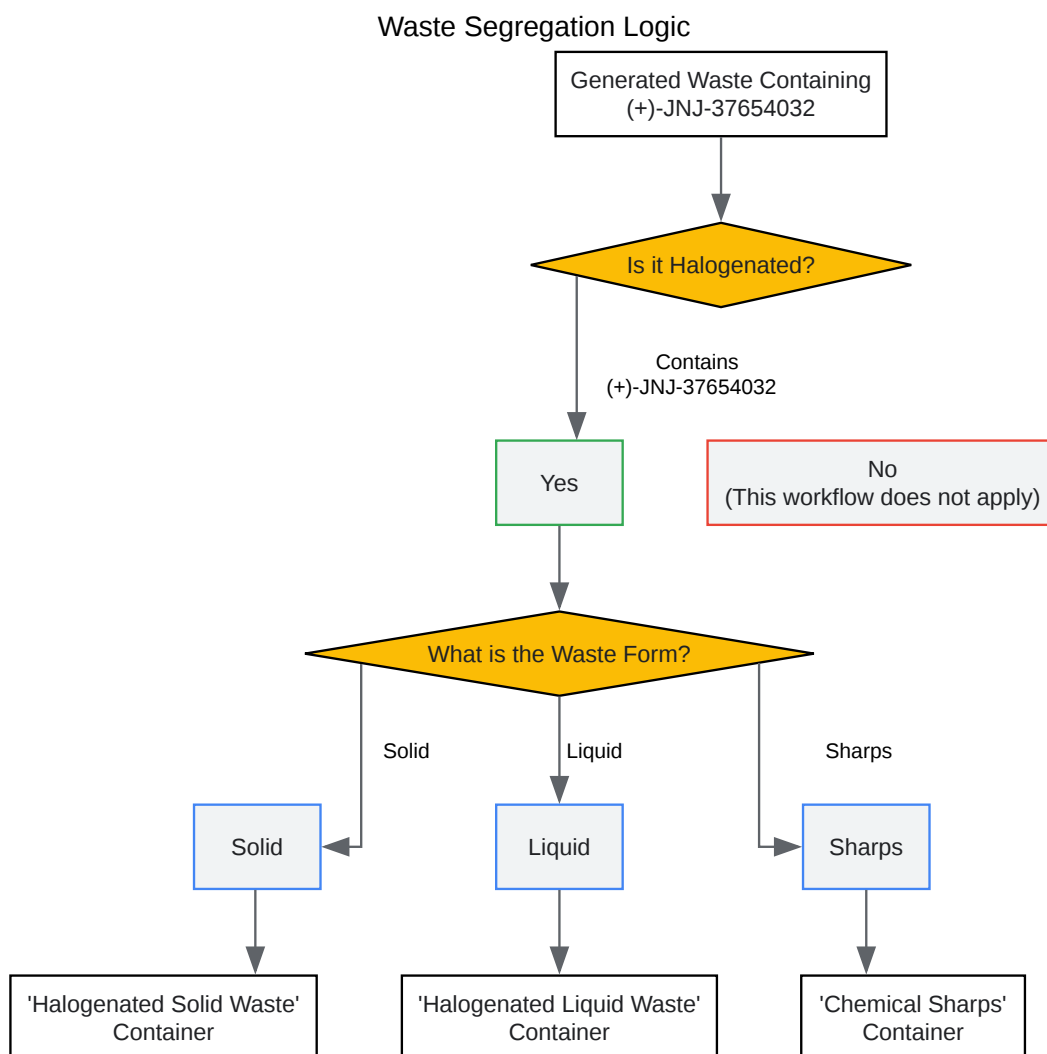 Waste Segregation Logic
Generated Waste Containing
(+)-JNJ-37654032
Is it Halogenated?
Contains
(+)-JNJ-37654032
Yes
No
(This workflow does not apply)
What is the Waste Form?
Solid
Liquid
Sharps
Solid
Liquid
Sharps
'Halogenated Solid Waste'
Container
'Halogenated Liquid Waste'
Container
'Chemical Sharps'
Container